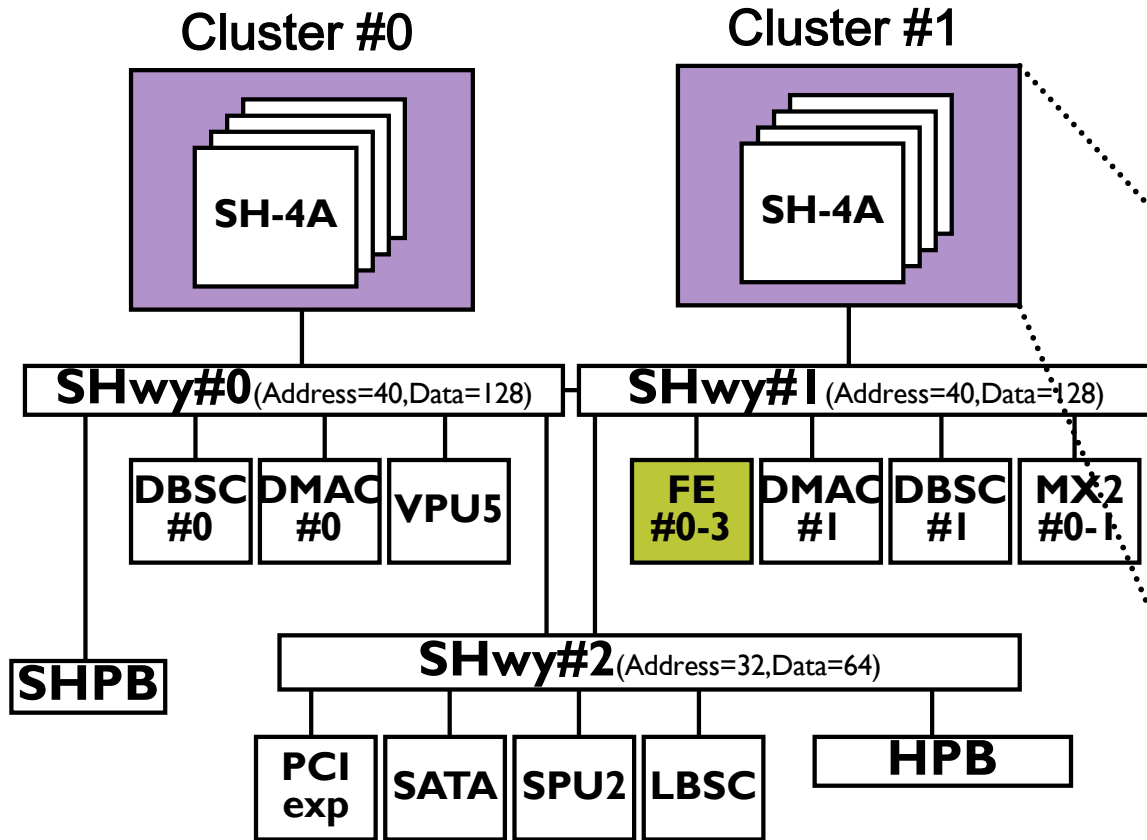 Cluster #0
Cluster #1
SH-4A
SH-4A
SHwy#0(Address=40,Data=128)
SHwy#1(Address=40,Data=128)
DBSC
#0
DMAC
#0
VPU5
FE
#0-3
DMAC
#1
DBSC
#1
MX2
#0-1
SHPB
SHwy#2(Address=32,Data=64)
PCI
exp
SATA
SPU2
LBSC
HPB